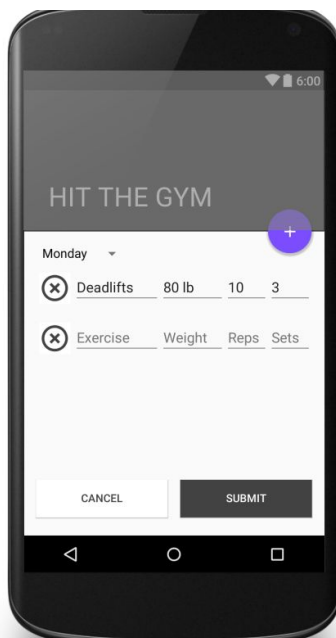 6:00
HIT THE GYM
+
Monday
Deadlifts 80 lb 10 3
Exercise Weight Reps Sets
CANCEL SUBMIT